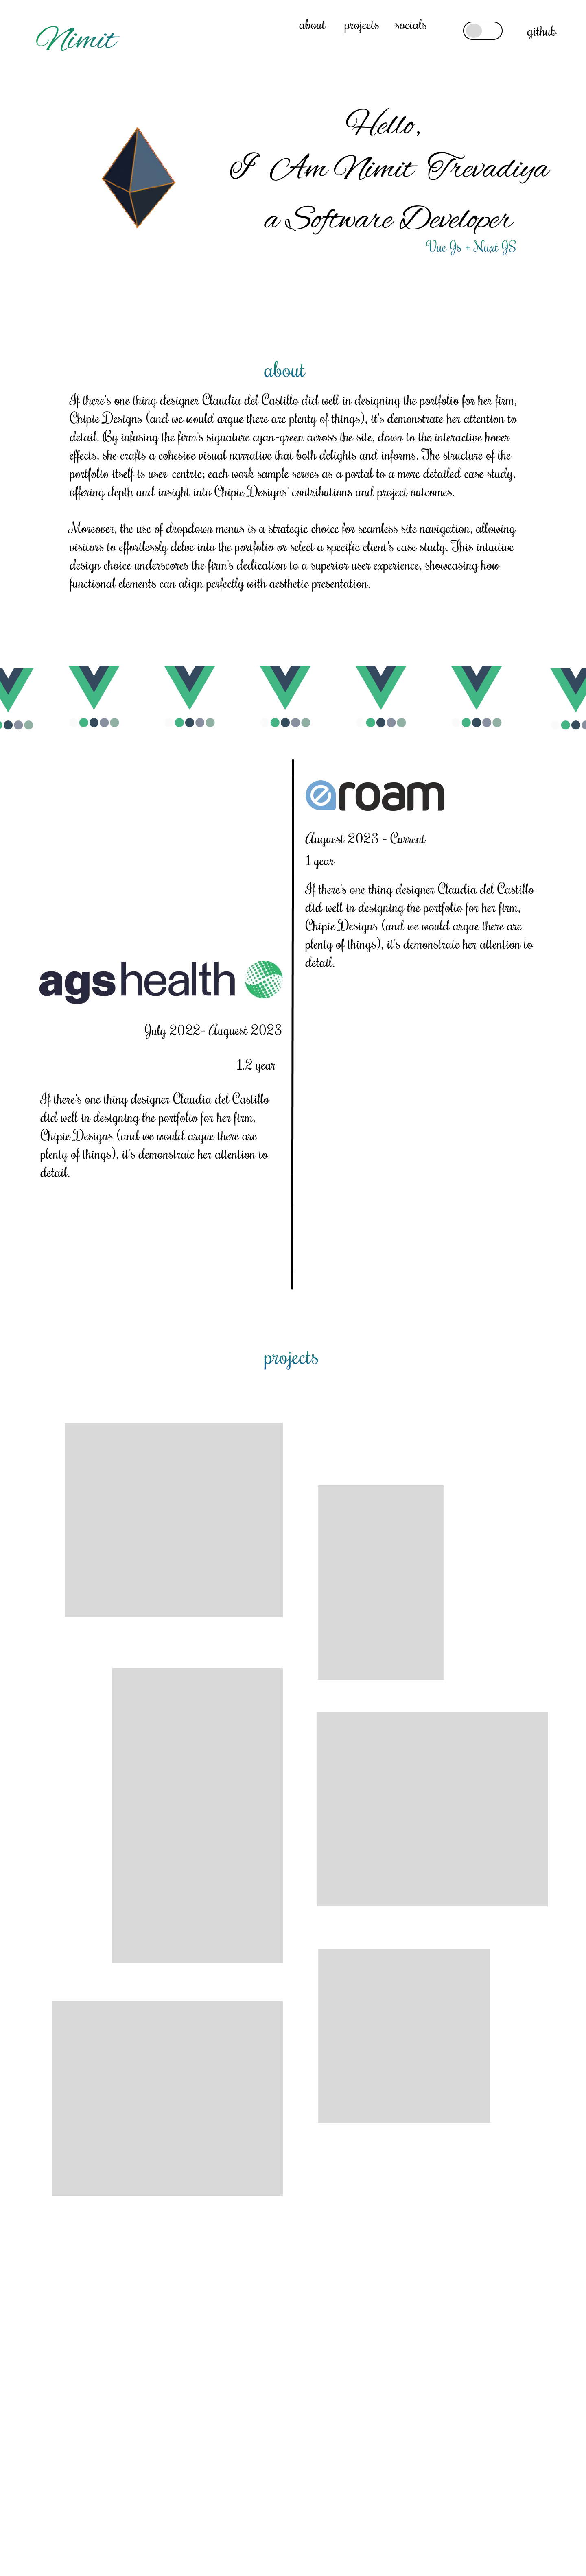 Nimit
about projects socials github
Hello,
I Am Nimit Trevadiya
a Software Developer
Vue Js + Nuxt JS
about
If there's one thing designer Claudia del Castillo did well in designing the portfolio for her firm,
Chipie Designs (and we would argue there are plenty of things), it's demonstrate her attention to
detail. By infusing the firm's signature cyan-green across the site, down to the interactive hover
effects, she crafts a cohesive visual narrative that both delights and informs. The structure of the
portfolio itself is user-centric; each work sample serves as a portal to a more detailed case study,
offering depth and insight into Chipie Designs' contributions and project outcomes.
Moreover, the use of dropdown menus is a strategic choice for seamless site navigation, allowing
visitors to effortlessly delve into the portfolio or select a specific client's case study. This intuitive
design choice underscores the firm's dedication to a superior user experience, showcasing how
functional elements can align perfectly with aesthetic presentation.
eroam
August 2023 - Current
1 year
If there's one thing designer Claudia del Castillo
did well in designing the portfolio for her firm,
Chipie Designs (and we would argue there are
plenty of things), it's demonstrate her attention to
detail.
agshealth
July 2022- August 2023
1.2 year
If there's one thing designer Claudia del Castillo
did well in designing the portfolio for her firm,
Chipie Designs (and we would argue there are
plenty of things), it's demonstrate her attention to
detail.
projects